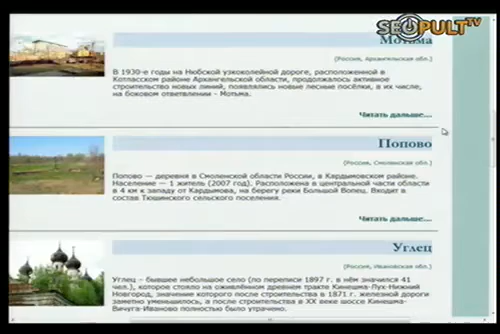 SEOPULT TV
Мотьма
(Россия, Архангельская обл.)
В 1930-е годы на Нюбской узкоколейной дороге, расположенной в
Котласском районе Архангельской области, продолжалось активное
строительство новых линий, появлялись новые лесные посёлки, в их числе,
на боковом ответвлении - Мотьма.
Читать дальше...
Попово
(Россия, Смоленская обл.)
Попово — деревня в Смоленской области России, в Кардымовском районе.
Население — 1 житель (2007 год). Расположена в центральной части области
в 4 км к западу от Кардымова, на берегу реки Большой Вопец. Входит в
состав Тюшинского сельского поселения.
Читать дальше...
Углец
(Россия, Ивановская обл.)
Углец – бывшее небольшое село (по переписи 1897 г. в нём значился 41
чел.), которое стояло на оживлённом древнем тракте Кинешма-Лух-Нижний
Новгород, значение которого после строительства в 1871 г. железной дороги
заметно уменьшилось, а после строительства в XX веке шоссе Кинешма-
Вичуга-Иваново полностью было утрачено.